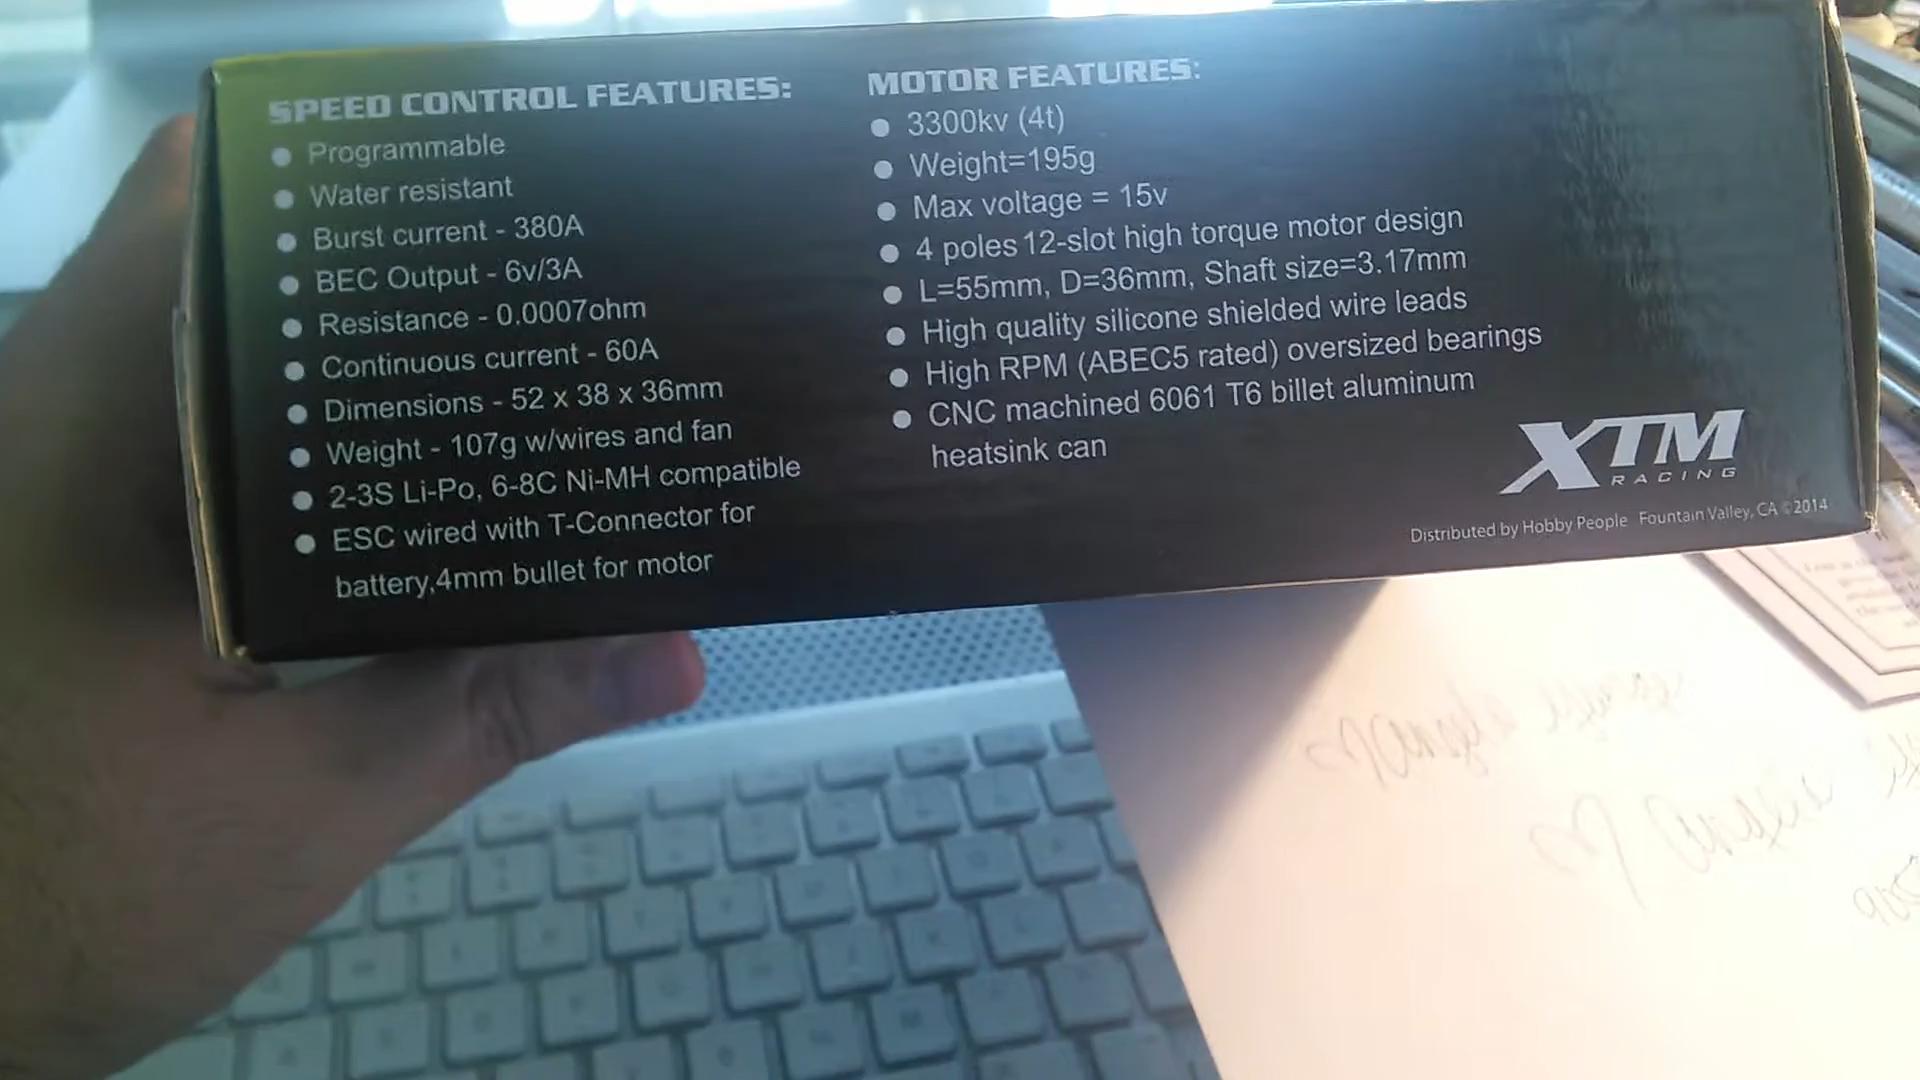 SPEED CONTROL FEATURES:
Programmable
Water resistant
Burst current - 380A
BEC Output - 6v/3A
Resistance - 0.0007ohm
Continuous current - 60A
Dimensions - 52 x 38 x 36mm
Weight - 107g w/wires and fan
2-3S Li-Po, 6-8C Ni-MH compatible
ESC wired with T-Connector for
battery,4mm bullet for motor
MOTOR FEATURES:
3300kv (4t)
Weight=195g
Max voltage = 15v
4 poles 12-slot high torque motor design
L=55mm, D=36mm, Shaft size=3.17mm
High quality silicone shielded wire leads
High RPM (ABEC5 rated) oversized bearings
CNC machined 6061 T6 billet aluminum
heatsink can
XTM
RACING
Distributed by Hobby People Fountain Valley, CA ©2014